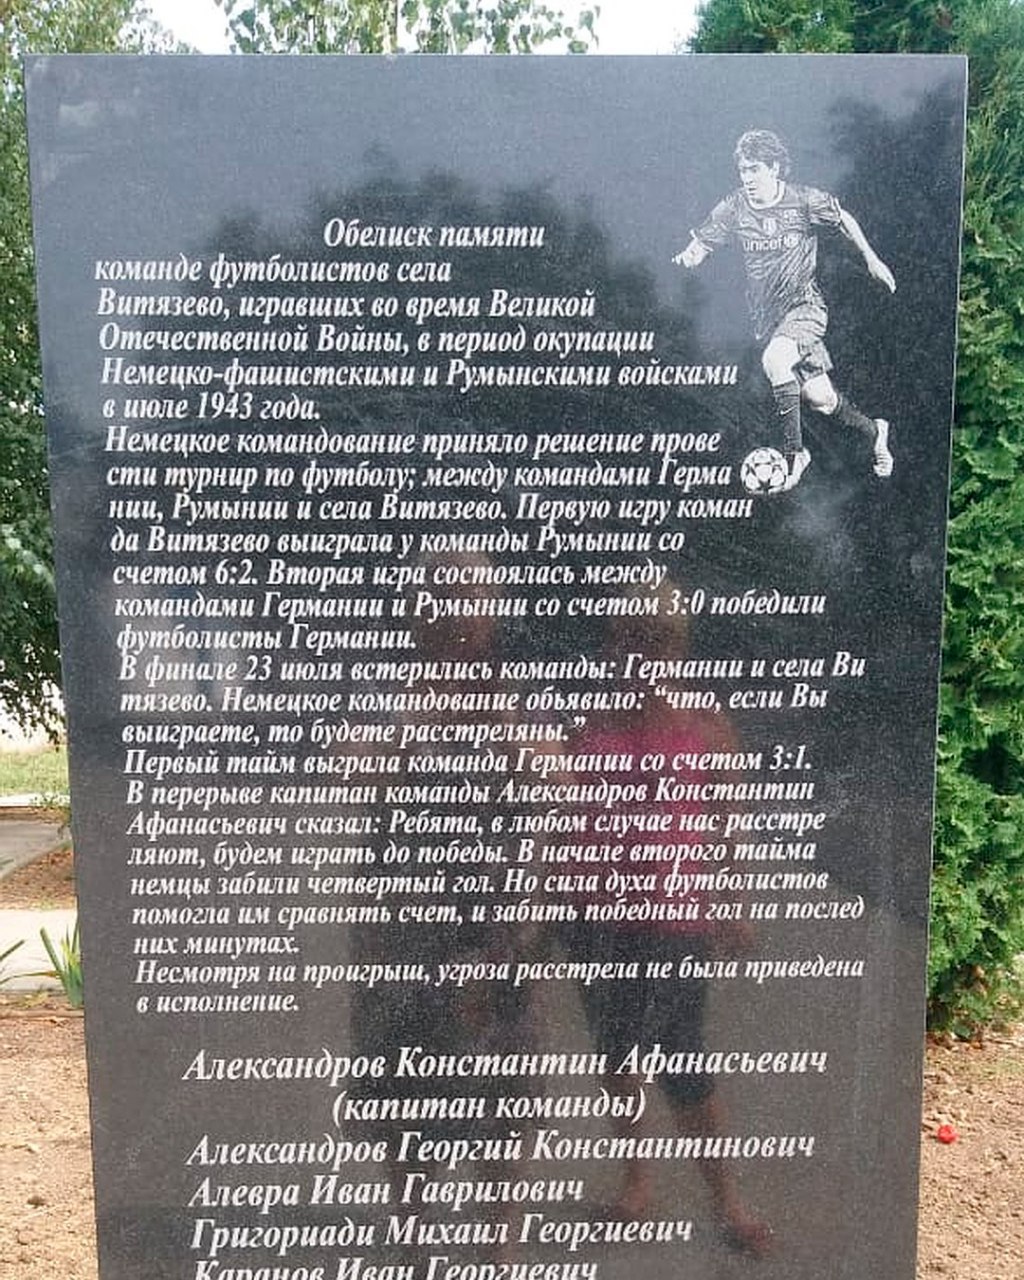 Обелиск памяти
команде футболистов села
Витязево, игравших во время Великой
Отечественной Войны, в период окупации
Немецко-фашистскими и Румынскими войсками
в июле 1943 года.
Немецкое командование приняло решение прове
сти турнир по футболу; между командами Герма
нии, Румынии и села Витязево. Первую игру коман
да Витязево выиграла у команды Румынии со
счетом 6:2. Вторая игра состоялась между
командами Германии и Румынии со счетом 3:0 победили
футболисты Германии.
В финале 23 июля встерились команды: Германии и села Ви
тязево. Немецкое командование обьявило: “что, если Вы
выиграете, то будете расстреляны.”
Первый тайм выграла команда Германии со счетом 3:1.
В перерыве капитан команды Александров Константин
Афанасьевич сказал: Ребята, в любом случае нас расстре
ляют, будем играть до победы. В начале второго тайма
немцы забили четвертый гол. Но сила духа футболистов
помогла им сравнять счет, и забить победный гол на послед
них минутах.
Несмотря на проигрыш, угроза расстрела не была приведена
в исполнение.
Александров Константин Афанасьевич
(капитан команды)
Александров Георгий Константинович
Алевра Иван Гаврилович
Григориади Михаил Георгиевич
Каранов Иван Георгиевич
unicef